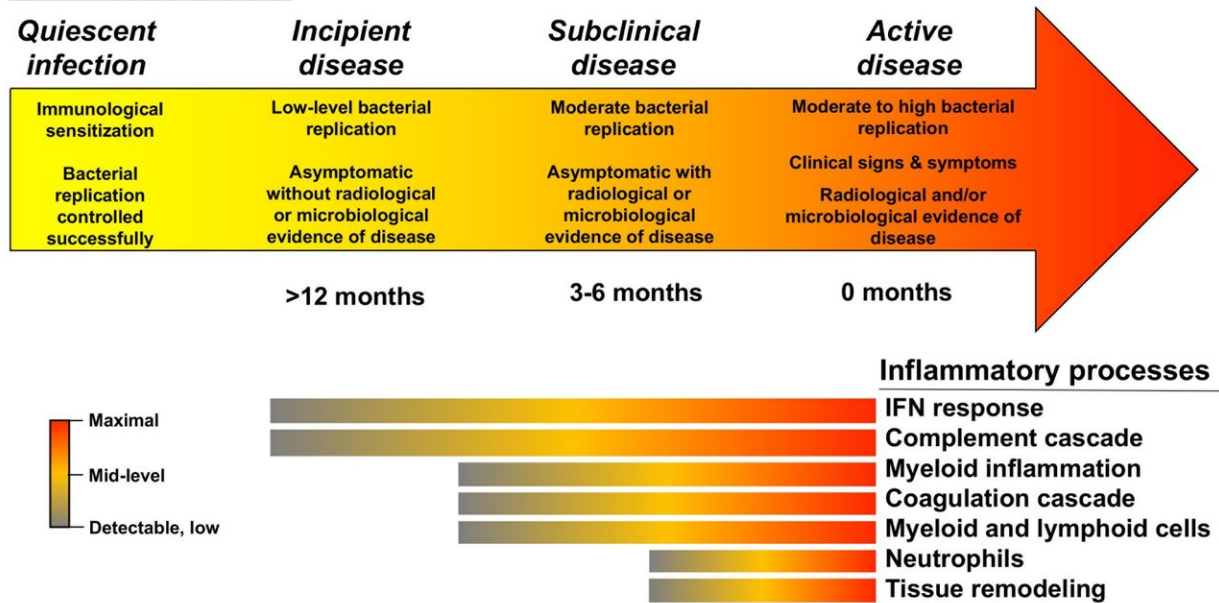 Quiescent
infection
Incipient
disease
Subclinical
disease
Active
disease
Immunological
sensitization
Bacterial
replication
controlled
successfully
Low-level bacterial
replication
Asymptomatic
without radiological
or microbiological
evidence of disease
Moderate bacterial
replication
Asymptomatic with
radiological or
microbiological
evidence of disease
Moderate to high bacterial
replication
Clinical signs & symptoms
Radiological and/or
microbiological evidence of
disease
>12 months
3-6 months
0 months
Inflammatory processes
Maximal
Mid-level
Detectable, low
IFN response
Complement cascade
Myeloid inflammation
Coagulation cascade
Myeloid and lymphoid cells
Neutrophils
Tissue remodeling